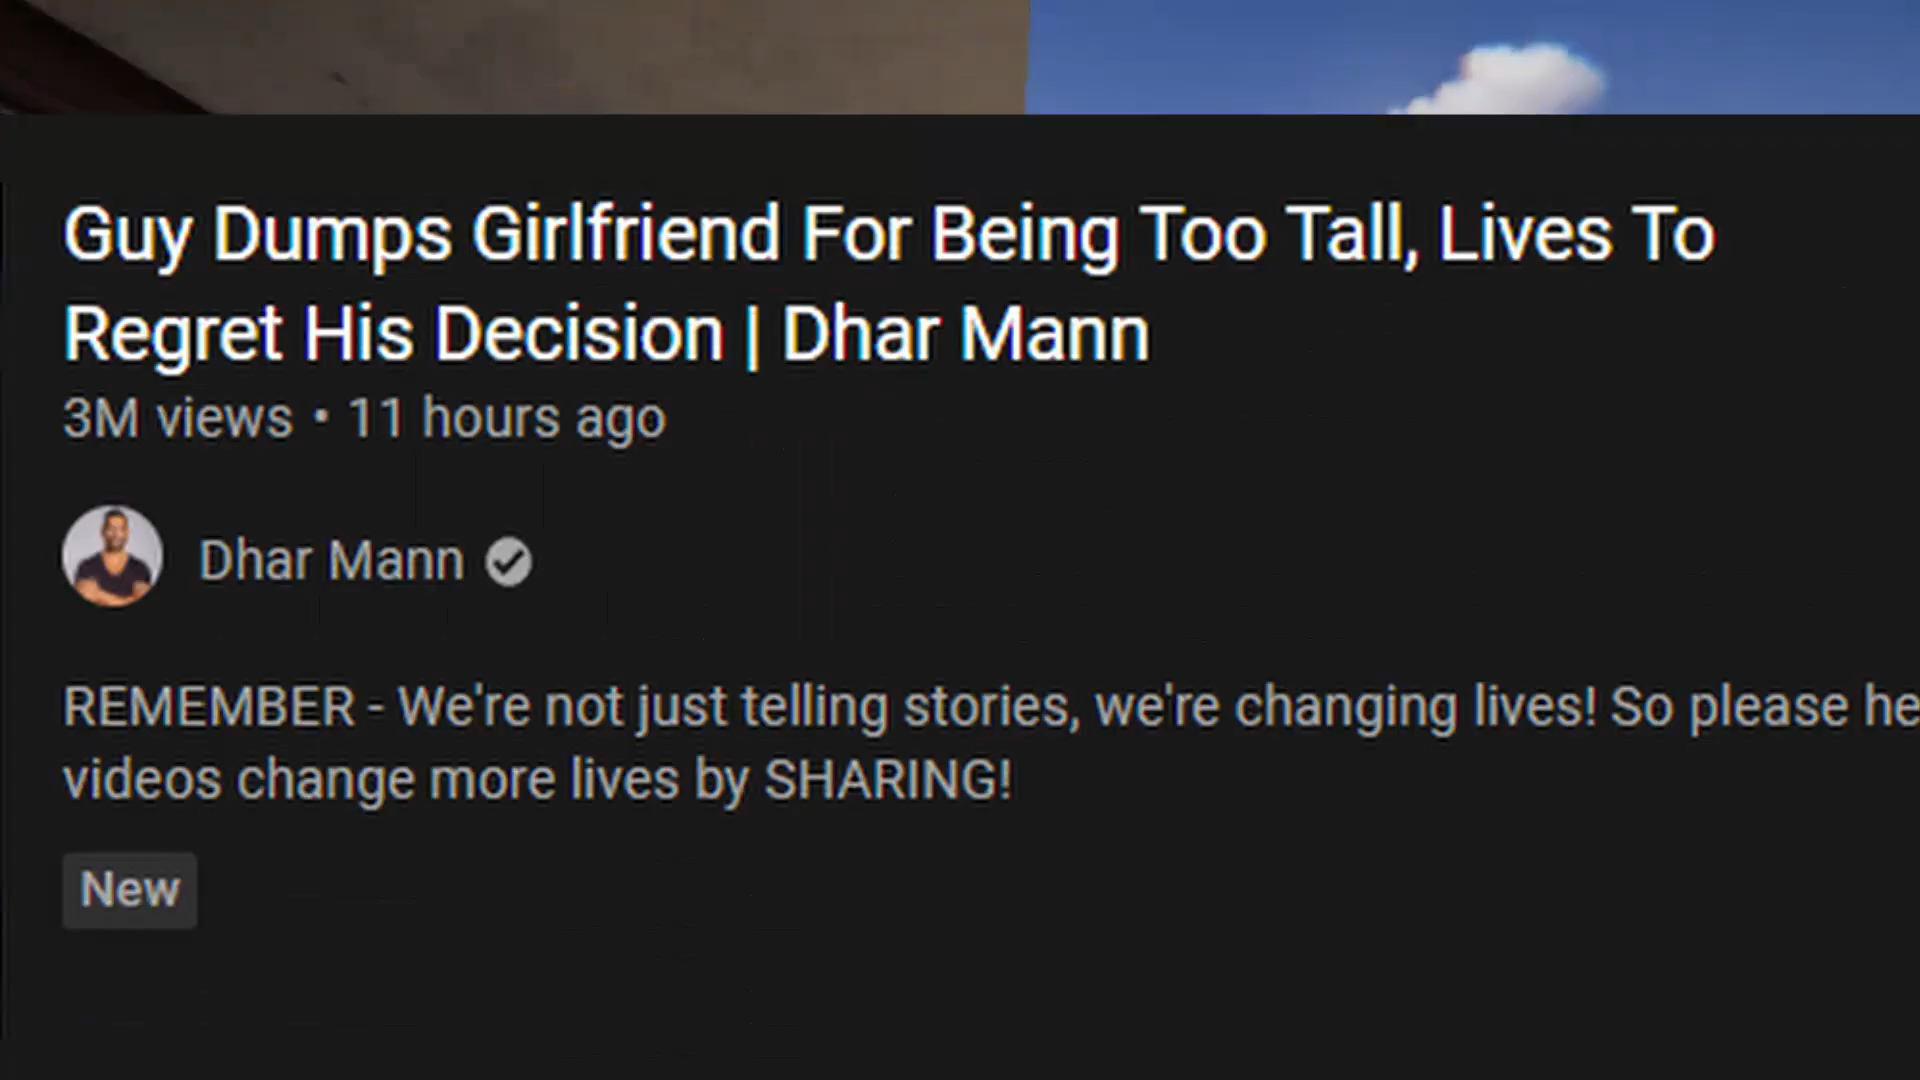 Guy Dumps Girlfriend For Being Too Tall, Lives To
Regret His Decision | Dhar Mann
3M views • 11 hours ago
Dhar Mann
REMEMBER - We're not just telling stories, we're changing lives! So please he
videos change more lives by SHARING!
New